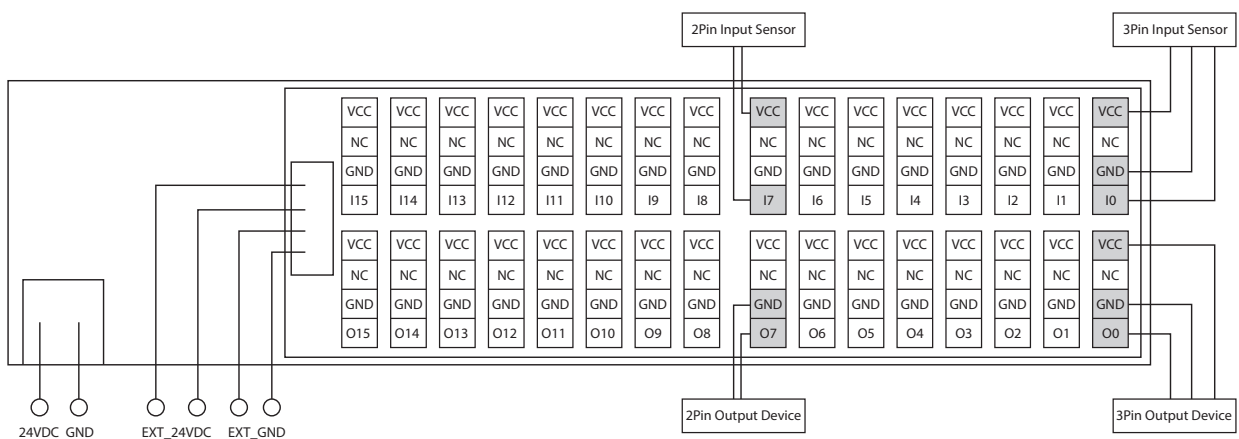 2Pin Input Sensor 3Pin Input Sensor
VCC VCC VCC VCC VCC VCC VCC VCC VCC VCC VCC VCC VCC VCC VCC VCC
NC NC NC NC NC NC NC NC NC NC NC NC NC NC NC NC
GND GND GND GND GND GND GND GND GND GND GND GND GND GND GND GND
I15 I14 I13 I12 I11 I10 I9 I8 I7 I6 I5 I4 I3 I2 I1 I0
VCC VCC VCC VCC VCC VCC VCC VCC VCC VCC VCC VCC VCC VCC VCC VCC
NC NC NC NC NC NC NC NC NC NC NC NC NC NC NC NC
GND GND GND GND GND GND GND GND GND GND GND GND GND GND GND GND
O15 O14 O13 O12 O11 O10 O9 O8 O7 O6 O5 O4 O3 O2 O1 O0
2Pin Output Device 3Pin Output Device
24VDC GND EXT_24VDC EXT_GND